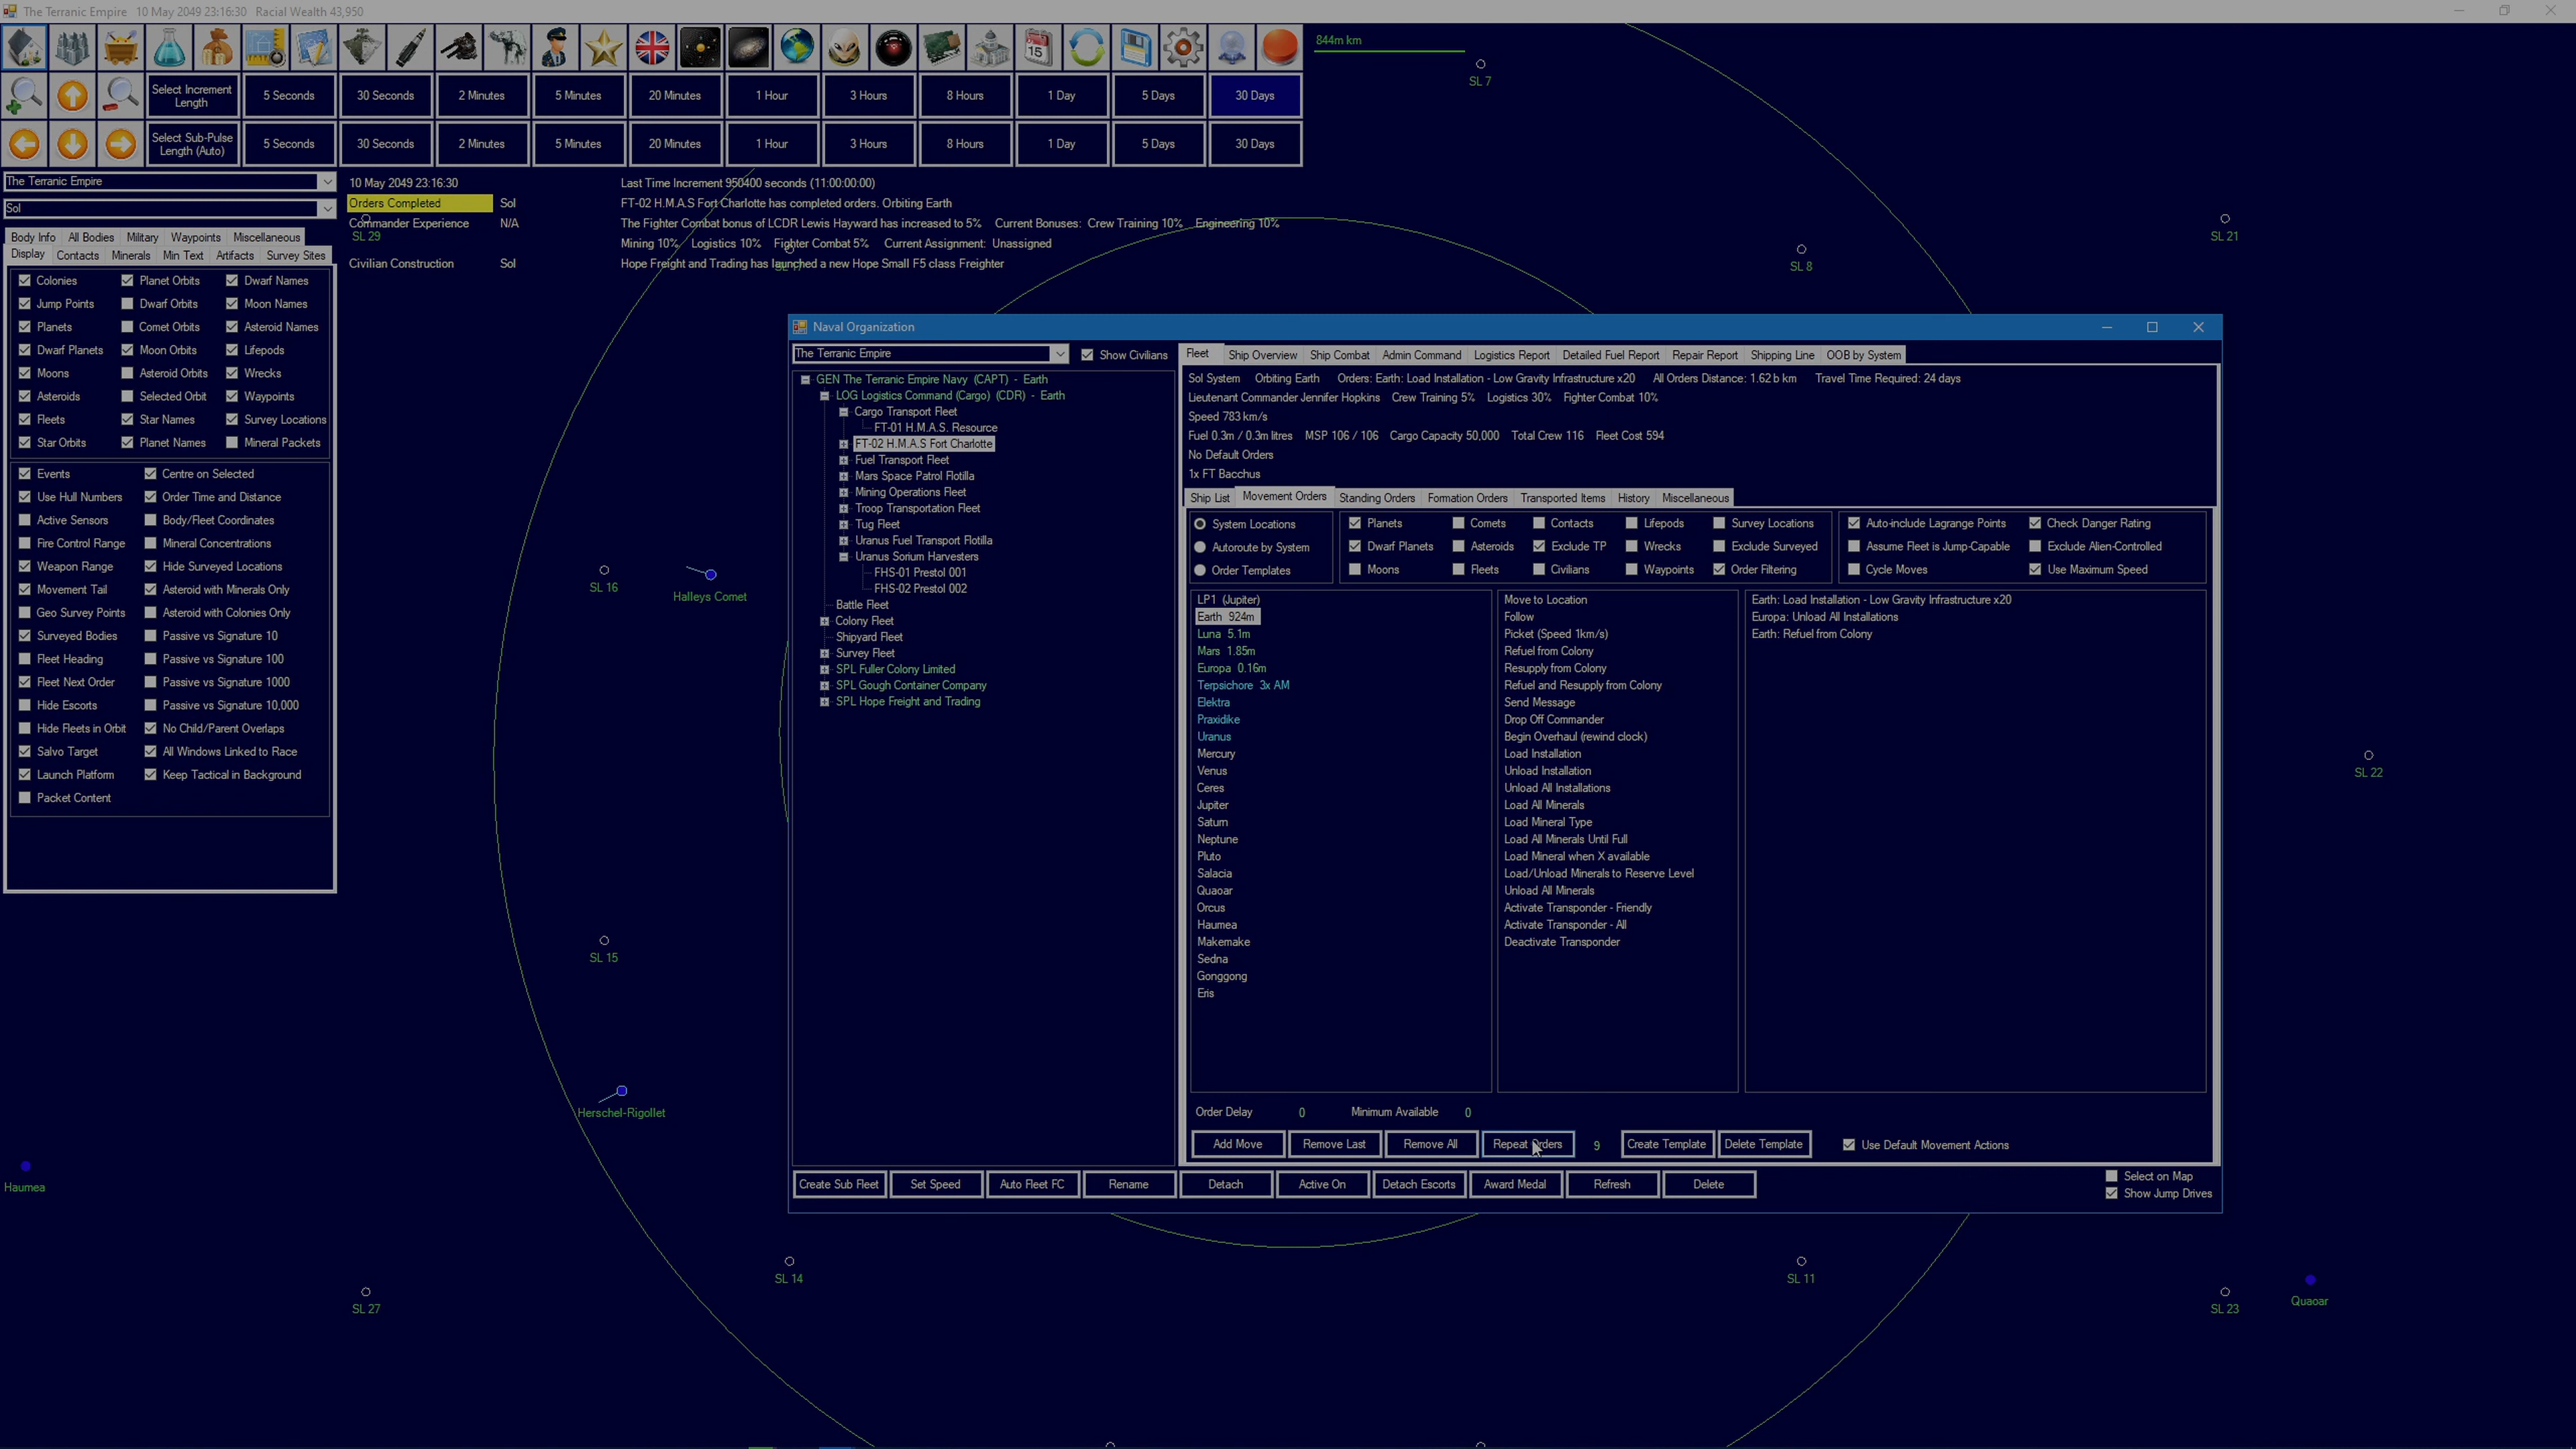 The Terranic Empire   10 May 2049 23:16:30   Racial Wealth 43,950
15
844m km
Select Increment Length
5 Seconds
30 Seconds
2 Minutes
5 Minutes
20 Minutes
1 Hour
3 Hours
8 Hours
1 Day
5 Days
30 Days
Select Sub-Pulse Length (Auto)
5 Seconds
30 Seconds
2 Minutes
5 Minutes
20 Minutes
1 Hour
3 Hours
8 Hours
1 Day
5 Days
30 Days
SL 7
The Terranic Empire
Sol
10 May 2049 23:16:30   Last Time Increment 950400 seconds (11:00:00:00)
Orders Completed   Sol   FT-02 H.M.A.S Fort Charlotte has completed orders. Orbiting Earth
Commander Experience   N/A   The Fighter Combat bonus of LCDR Lewis Hayward has increased to 5%   Current Bonuses:  Crew Training 10%   Engineering 10%
Mining 10%   Logistics 10%   Fighter Combat 5%   Current Assignment:  Unassigned
Civilian Construction   Sol   Hope Freight and Trading has launched a new Hope Small F5 class Freighter
SL 29
SL 8
SL 21
Body Info   All Bodies   Military   Waypoints   Miscellaneous
Display   Contacts   Minerals   Min Text   Artifacts   Survey Sites
Colonies   Planet Orbits   Dwarf Names
Jump Points   Dwarf Orbits   Moon Names
Planets   Comet Orbits   Asteroid Names
Dwarf Planets   Moon Orbits   Lifepods
Moons   Asteroid Orbits   Wrecks
Asteroids   Selected Orbit   Waypoints
Fleets   Star Names   Survey Locations
Star Orbits   Planet Names   Mineral Packets
Events   Centre on Selected
Use Hull Numbers   Order Time and Distance
Active Sensors   Body/Fleet Coordinates
Fire Control Range   Mineral Concentrations
Weapon Range   Hide Surveyed Locations
Movement Tail   Asteroid with Minerals Only
Geo Survey Points   Asteroid with Colonies Only
Surveyed Bodies   Passive vs Signature 10
Fleet Heading   Passive vs Signature 100
Fleet Next Order   Passive vs Signature 1000
Hide Escorts   Passive vs Signature 10,000
Hide Fleets in Orbit   No Child/Parent Overlaps
Salvo Target   All Windows Linked to Race
Launch Platform   Keep Tactical in Background
Packet Content
SL 16
Halleys Comet
SL 15
Herschel-Rigollet
Haumea
SL 27
SL 14
SL 11
SL 23
Quaoar
SL 22
Naval Organization
The Terranic Empire   Show Civilians
GEN The Terranic Empire Navy  (CAPT)  -  Earth
LOG Logistics Command (Cargo)  (CDR)  -  Earth
Cargo Transport Fleet
FT-01 H.M.A.S. Resource
FT-02 H.M.A.S Fort Charlotte
Fuel Transport Fleet
Mars Space Patrol Flotilla
Mining Operations Fleet
Troop Transportation Fleet
Tug Fleet
Uranus Fuel Transport Flotilla
Uranus Sorium Harvesters
FHS-01 Prestol 001
FHS-02 Prestol 002
Battle Fleet
Colony Fleet
Shipyard Fleet
Survey Fleet
SPL Fuller Colony Limited
SPL Gough Container Company
SPL Hope Freight and Trading
Fleet   Ship Overview   Ship Combat   Admin Command   Logistics Report   Detailed Fuel Report   Repair Report   Shipping Line   OOB by System
Sol System   Orbiting Earth   Orders: Earth: Load Installation - Low Gravity Infrastructure x20   All Orders Distance: 1.62 b km   Travel Time Required: 24 days
Lieutenant Commander Jennifer Hopkins   Crew Training 5%   Logistics 30%   Fighter Combat 10%
Speed 783 km/s
Fuel 0.3m / 0.3m litres   MSP 106 / 106   Cargo Capacity 50,000   Total Crew 116   Fleet Cost 594
No Default Orders
1x FT Bacchus
Ship List   Movement Orders   Standing Orders   Formation Orders   Transported Items   History   Miscellaneous
System Locations   Planets   Comets   Contacts   Lifepods   Survey Locations   Auto-include Lagrange Points   Check Danger Rating
Autoroute by System   Dwarf Planets   Asteroids   Exclude TP   Wrecks   Exclude Surveyed   Assume Fleet is Jump-Capable   Exclude Alien-Controlled
Order Templates   Moons   Fleets   Civilians   Waypoints   Order Filtering   Cycle Moves   Use Maximum Speed
LP1  (Jupiter)
Earth  924m
Luna  5.1m
Mars  1.85m
Europa  0.16m
Terpsichore  3x AM
Elektra
Praxidike
Uranus
Mercury
Venus
Ceres
Jupiter
Saturn
Neptune
Pluto
Salacia
Quaoar
Orcus
Haumea
Makemake
Sedna
Gonggong
Eris
Move to Location
Follow
Picket (Speed 1km/s)
Refuel from Colony
Resupply from Colony
Refuel and Resupply from Colony
Send Message
Drop Off Commander
Begin Overhaul (rewind clock)
Load Installation
Unload Installation
Unload All Installations
Load All Minerals
Load Mineral Type
Load All Minerals Until Full
Load Mineral when X available
Load/Unload Minerals to Reserve Level
Unload All Minerals
Activate Transponder - Friendly
Activate Transponder - All
Deactivate Transponder
Earth: Load Installation - Low Gravity Infrastructure x20
Europa: Unload All Installations
Earth: Refuel from Colony
Order Delay   0   Minimum Available   0
Add Move   Remove Last   Remove All   Repeat Orders   9   Create Template   Delete Template   Use Default Movement Actions
Create Sub Fleet   Set Speed   Auto Fleet FC   Rename   Detach   Active On   Detach Escorts   Award Medal   Refresh   Delete
Select on Map
Show Jump Drives